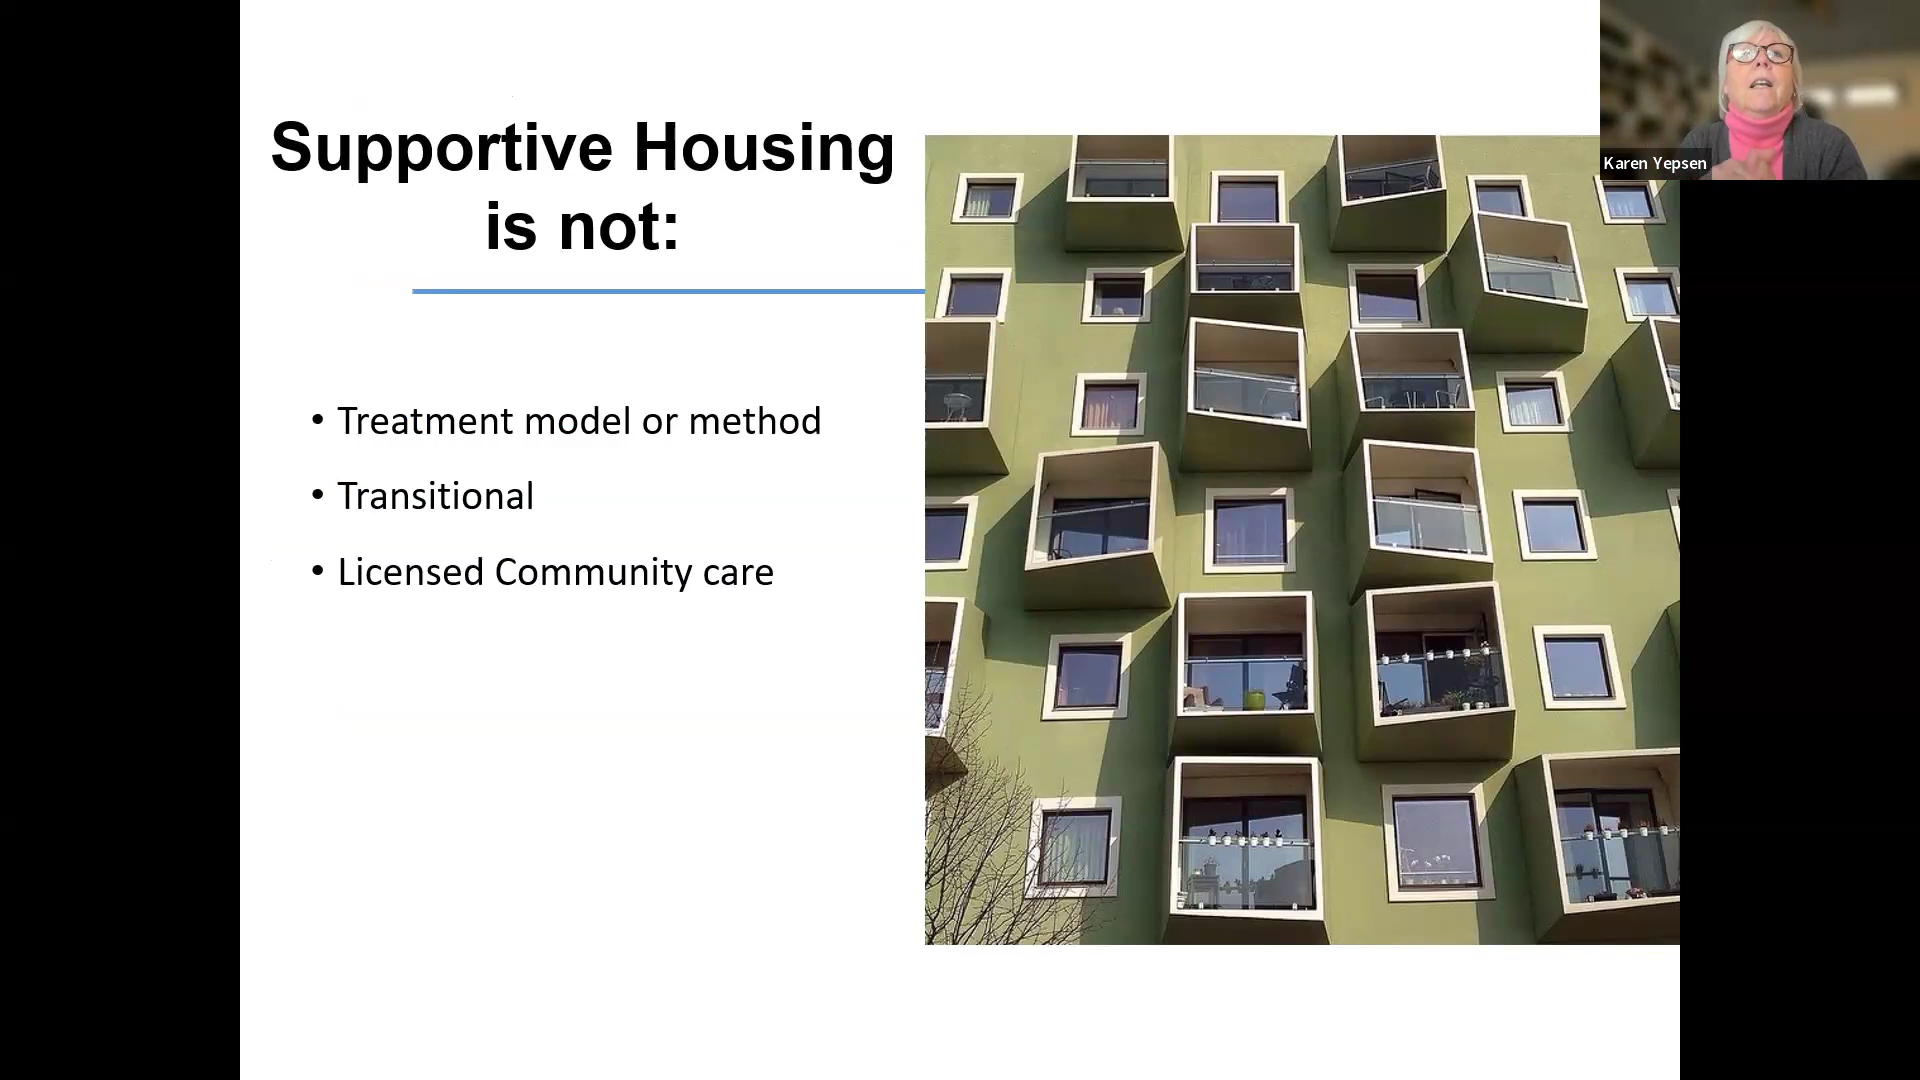 Supportive Housing
is not:
• Treatment model or method
• Transitional
• Licensed Community care
Karen Yepsen